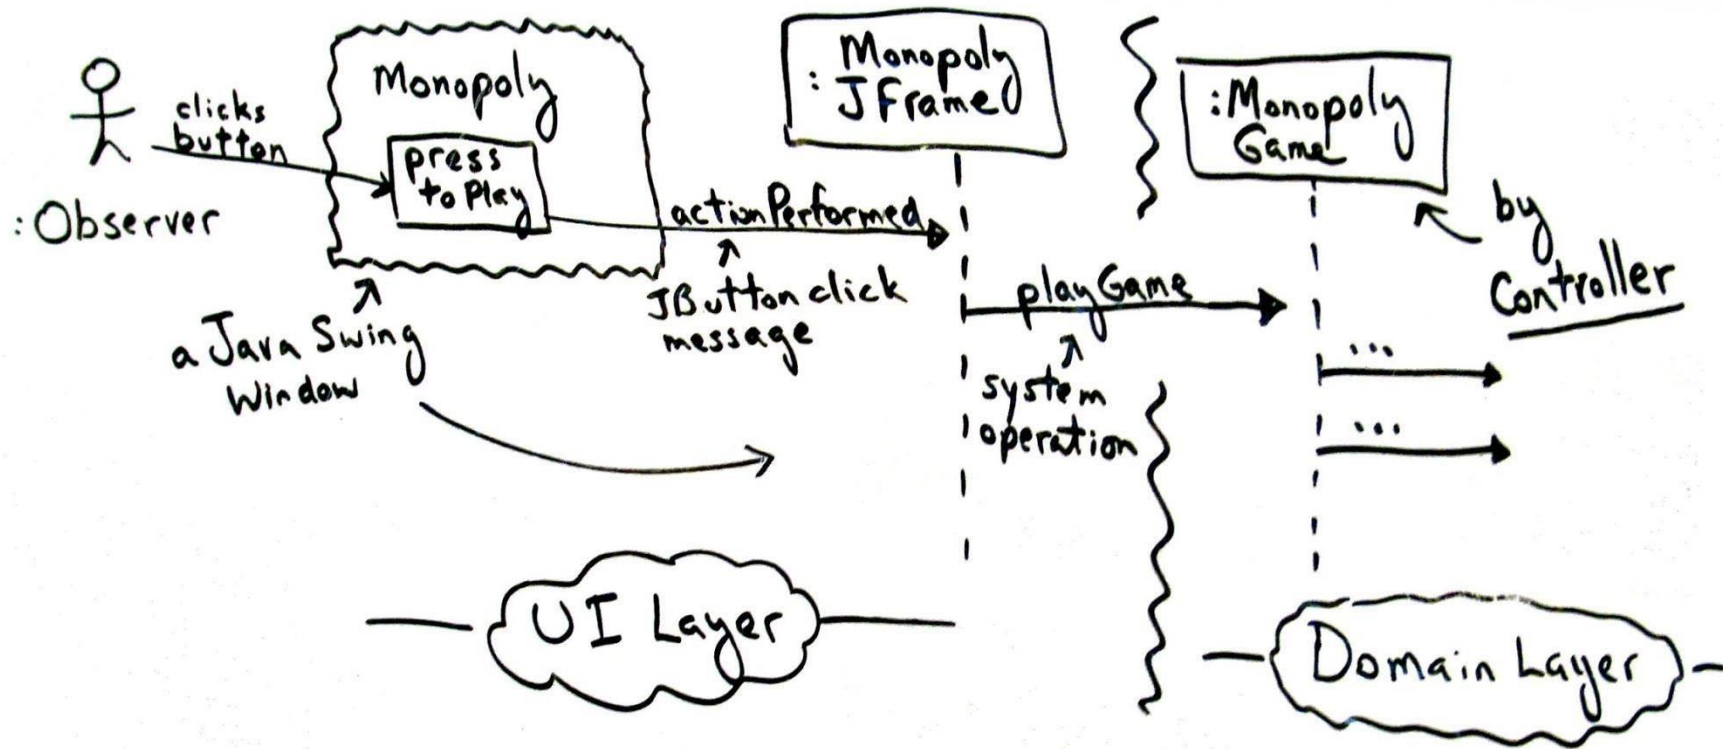 clicks
button
:Observer
Monopoly
press
to Play
a Java Swing
Window
actionPerformed
JButton click
message
Monopoly
: JFrame
playGame
system
operation
:Monopoly
Game
by
Controller
...
...
UI Layer
Domain Layer